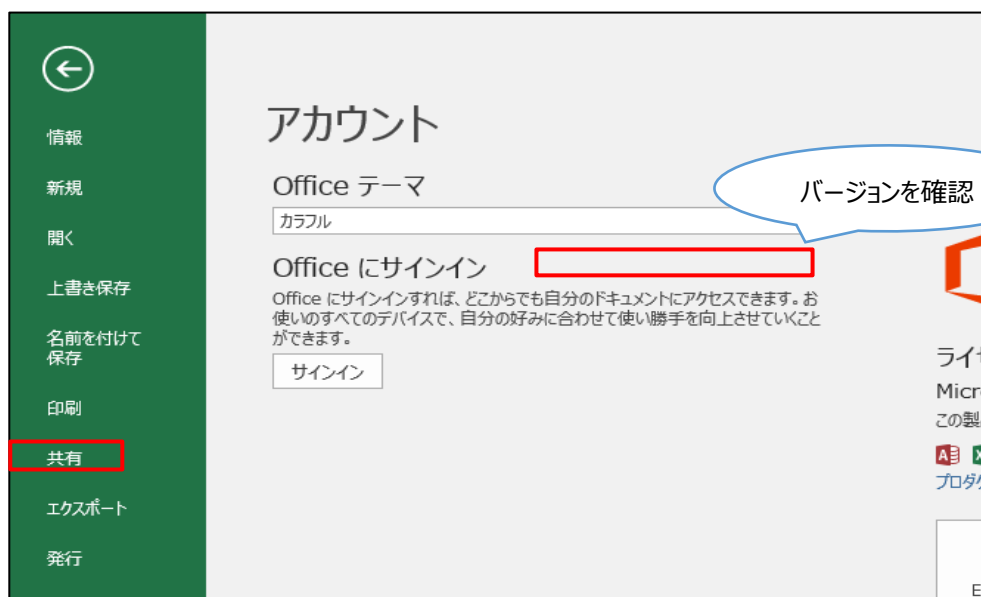 情報
新規
開く
上書き保存
名前を付けて
保存
印刷
共有
エクスポート
発行
アカウント
Office テーマ
カラフル
バージョンを確認
Office にサインイン
Office にサインインすれば、どこからでも自分のドキュメントにアクセスできます。お
使いのすべてのデバイスで、自分の好みに合わせて使い勝手を向上させていくこと
ができます。
サインイン
ライ
Micr
この製
プロダ
E